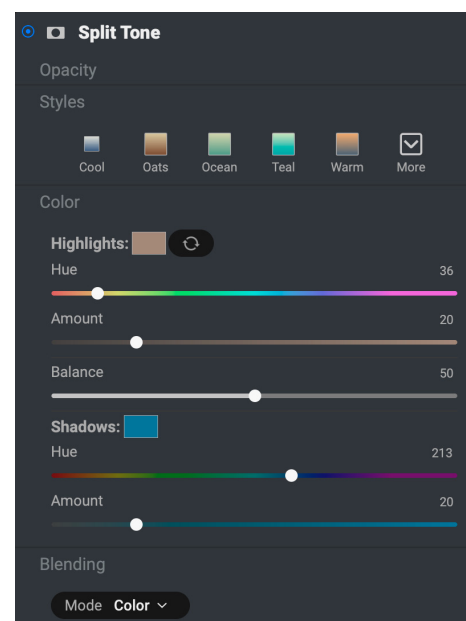 Split Tone
Opacity
Styles
Cool Oats Ocean Teal Warm More
Color
Highlights:
Hue 36
Amount 20
Balance 50
Shadows:
Hue 213
Amount 20
Blending
Mode Color